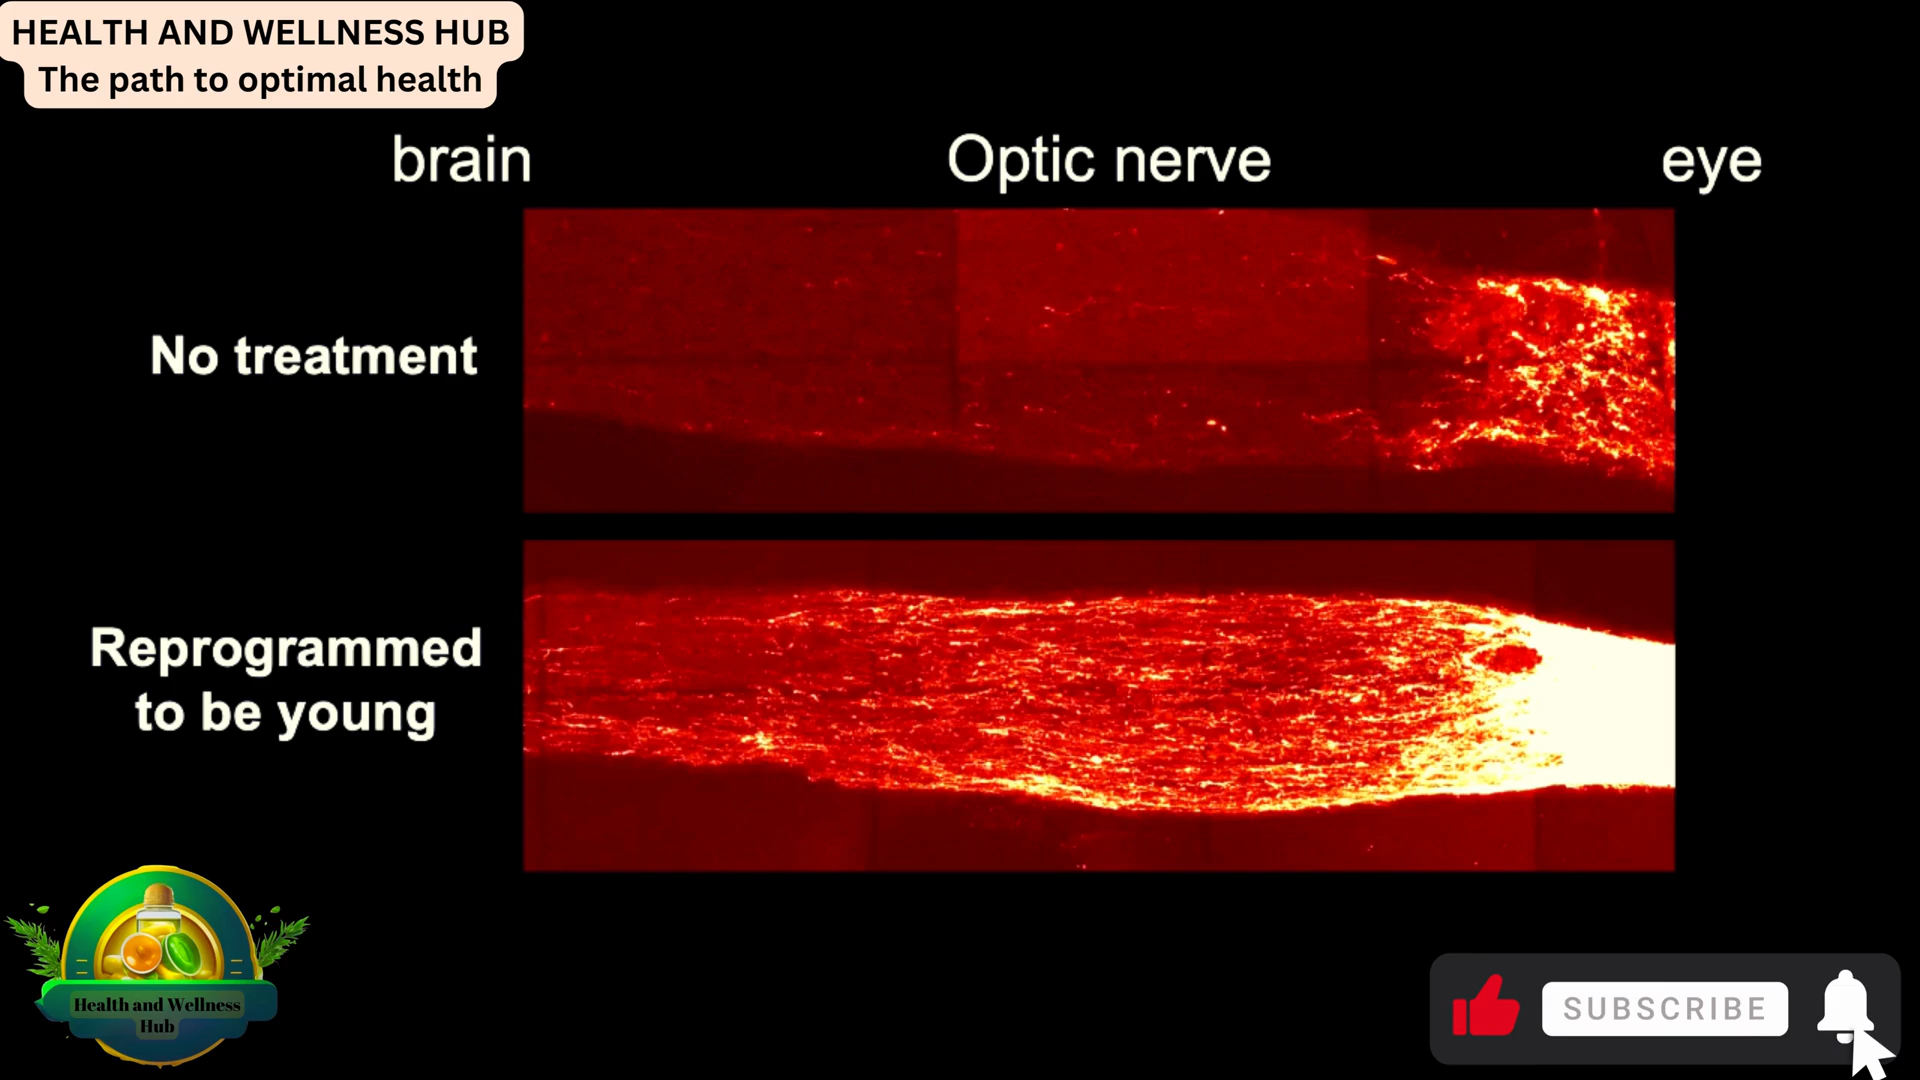 HEALTH AND WELLNESS HUB
The path to optimal health
brain Optic nerve eye
No treatment
Reprogrammed
to be young
Health and Wellness
Hub
SUBSCRIBE